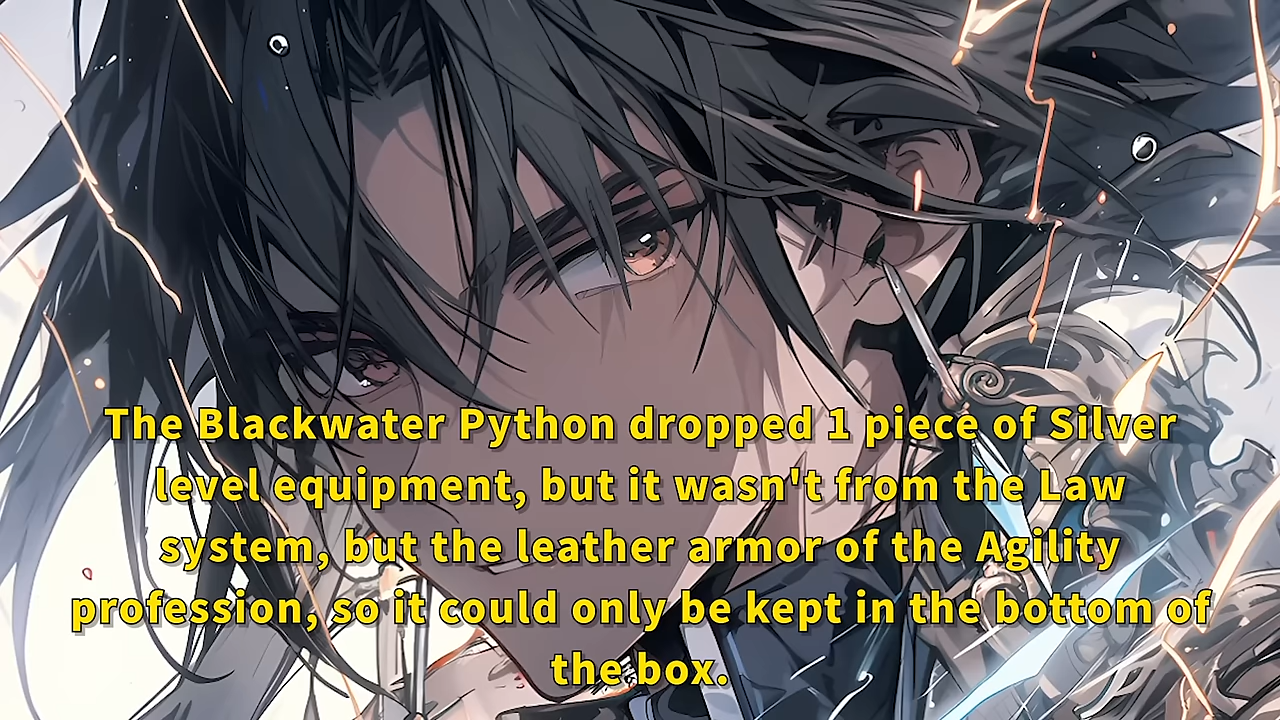 The Blackwater Python dropped 1 piece of Silver
level equipment, but it wasn't from the Law
system, but the leather armor of the Agility
profession, so it could only be kept in the bottom of
the box.